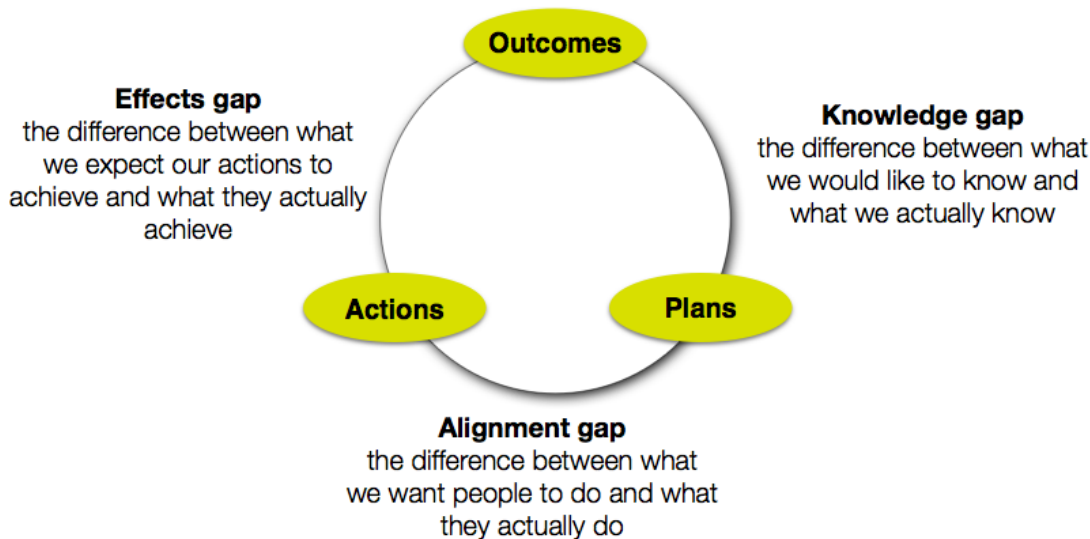 Outcomes
Effects gap
the difference between what
we expect our actions to
achieve and what they actually
achieve
Knowledge gap
the difference between what
we would like to know and
what we actually know
Actions
Plans
Alignment gap
the difference between what
we want people to do and what
they actually do